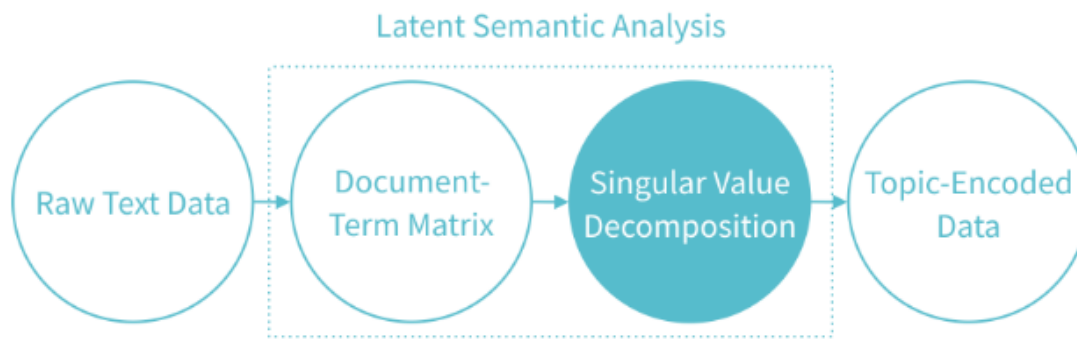 Latent Semantic Analysis
Raw Text Data
Document-
Term Matrix
Singular Value
Decomposition
Topic-Encoded
Data